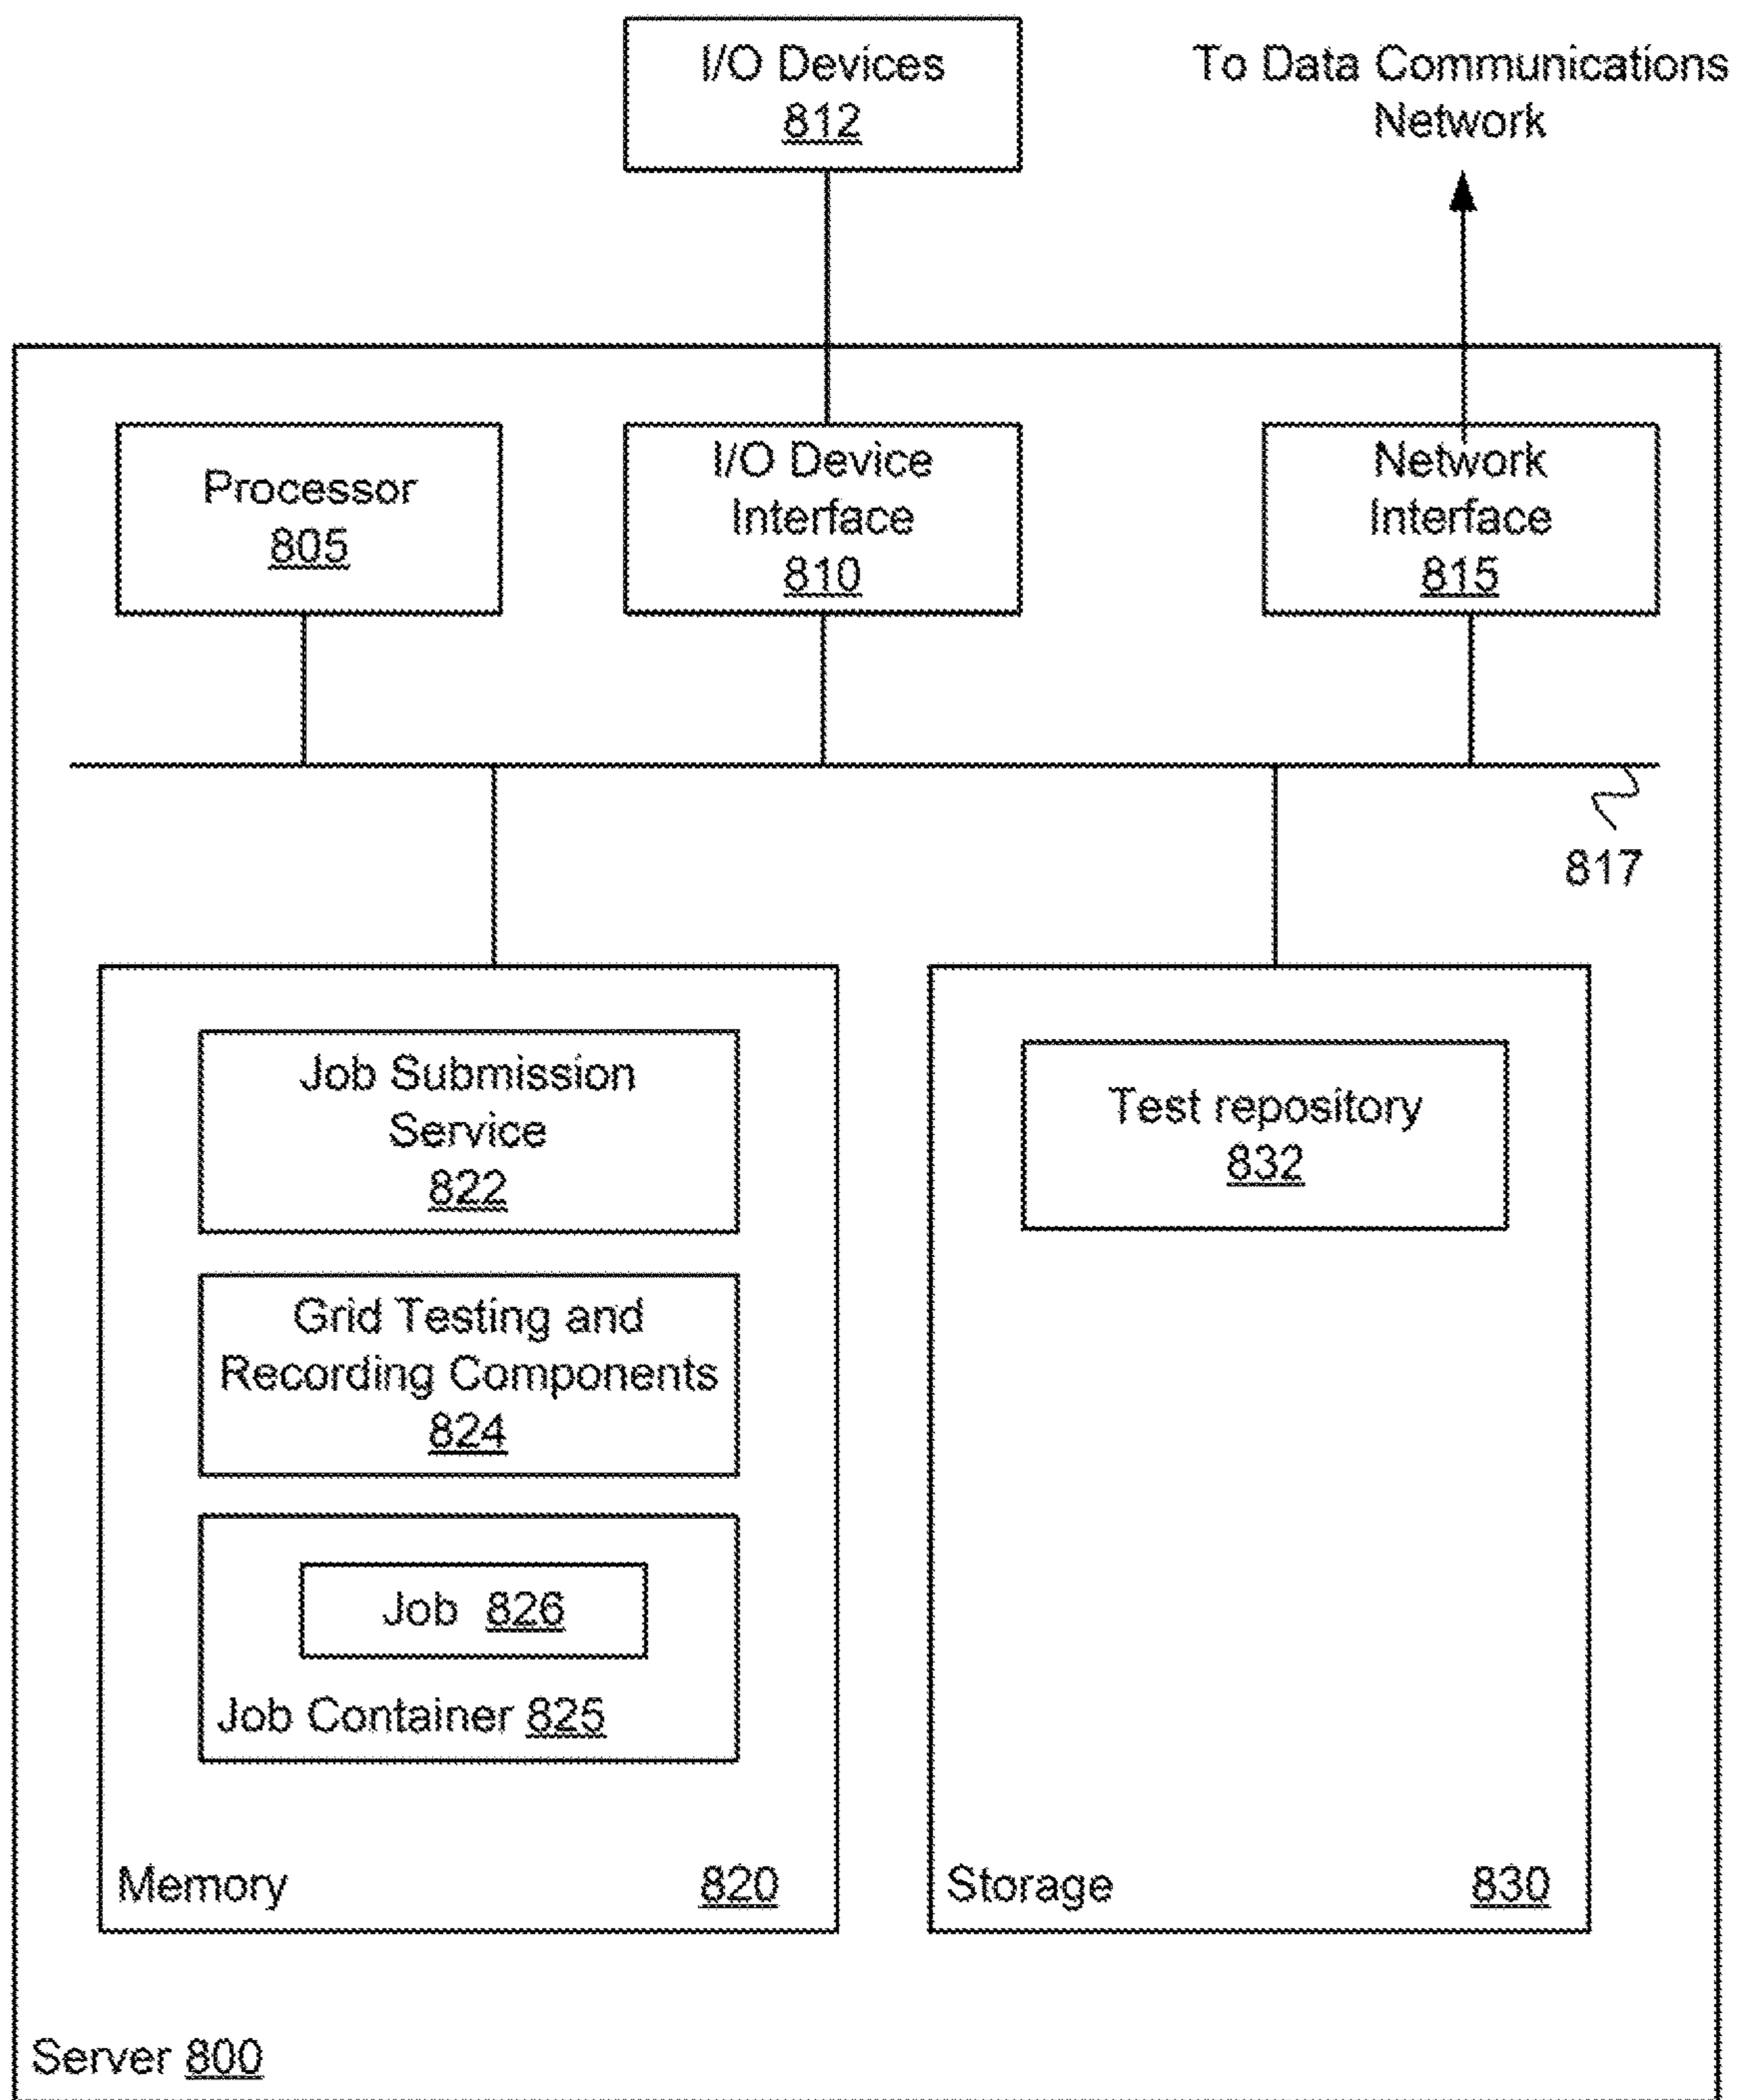 I/O Devices
812
To Data Communications
Network
Processor
805
I/O Device
Interface
810
Network
Interface
815
817
Job Submission
Service
822
Grid Testing and
Recording Components
824
Job 826
Job Container 825
Memory 820
Test repository
832
Storage 830
Server 800